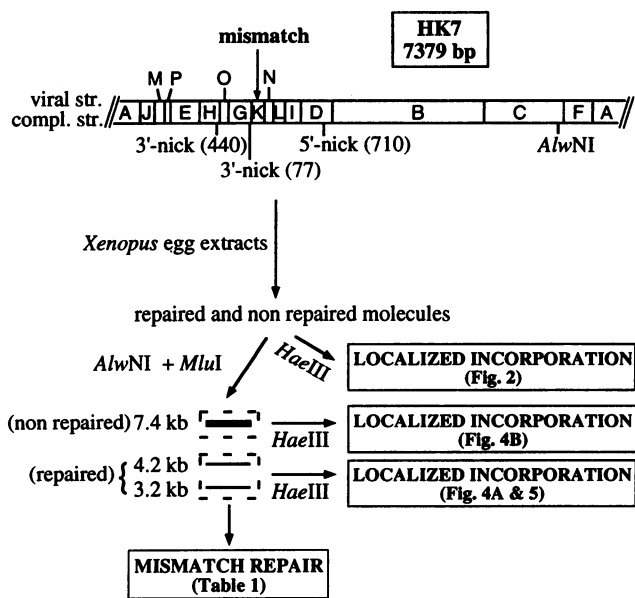 mismatch
HK7
7379 bp
M P O N
viral str.
compl. str.
A J E H G K L I D B C F A
3'-nick (440)
5'-nick (710)
AlwNI
3'-nick (77)
Xenopus egg extracts
repaired and non repaired molecules
AlwNI + MluI
HaeIII
LOCALIZED INCORPORATION
(Fig. 2)
(non repaired) 7.4 kb
HaeIII
LOCALIZED INCORPORATION
(Fig. 4B)
(repaired) { 4.2 kb
3.2 kb
HaeIII
LOCALIZED INCORPORATION
(Fig. 4A & 5)
MISMATCH REPAIR
(Table 1)